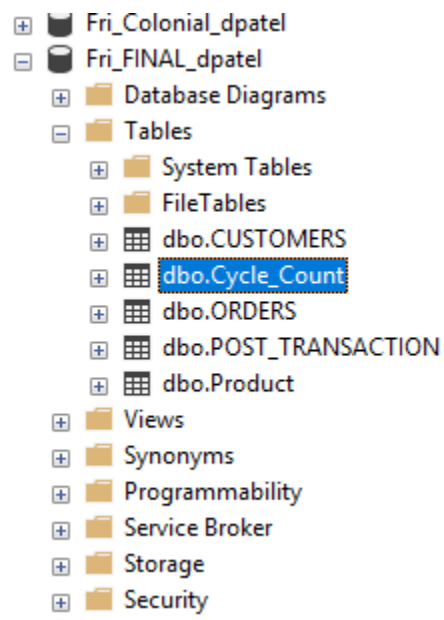 Fri_Colonial_dpatel
Fri_FINAL_dpatel
Database Diagrams
Tables
System Tables
FileTables
dbo.CUSTOMERS
dbo.Cycle_Count
dbo.ORDERS
dbo.POST_TRANSACTION
dbo.Product
Views
Synonyms
Programmability
Service Broker
Storage
Security